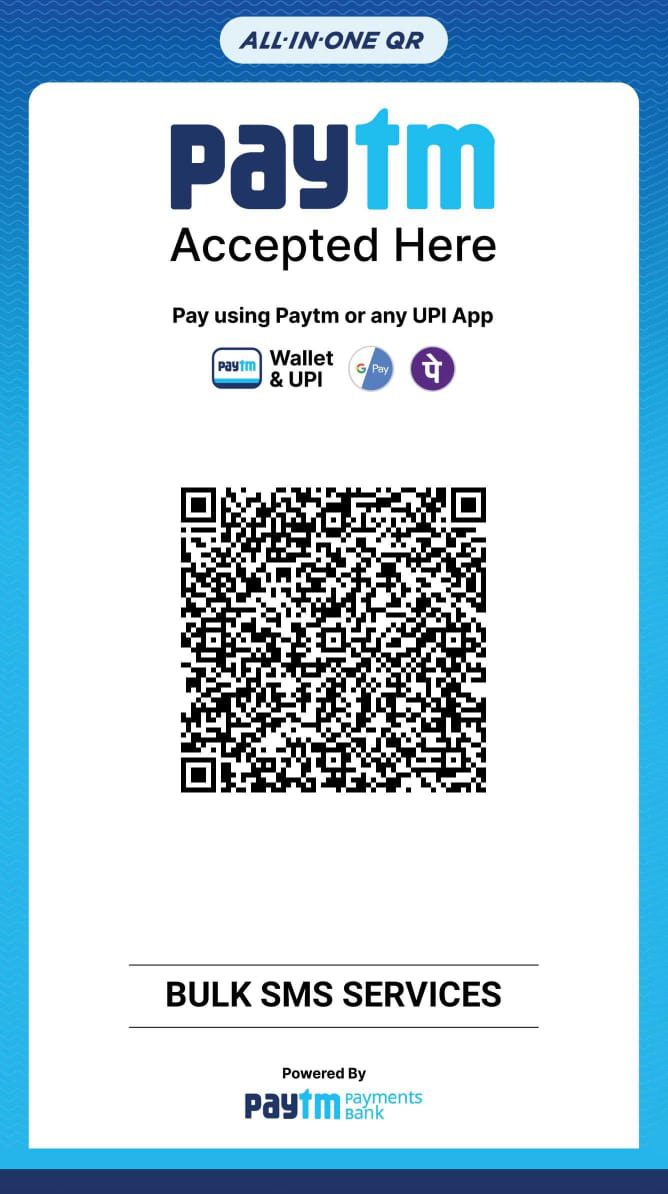 ALL·IN·ONE QR
paytm
Accepted Here
Pay using Paytm or any UPI App
paytm Wallet & UPI G Pay पे
BULK SMS SERVICES
Powered By
paytm payments Bank